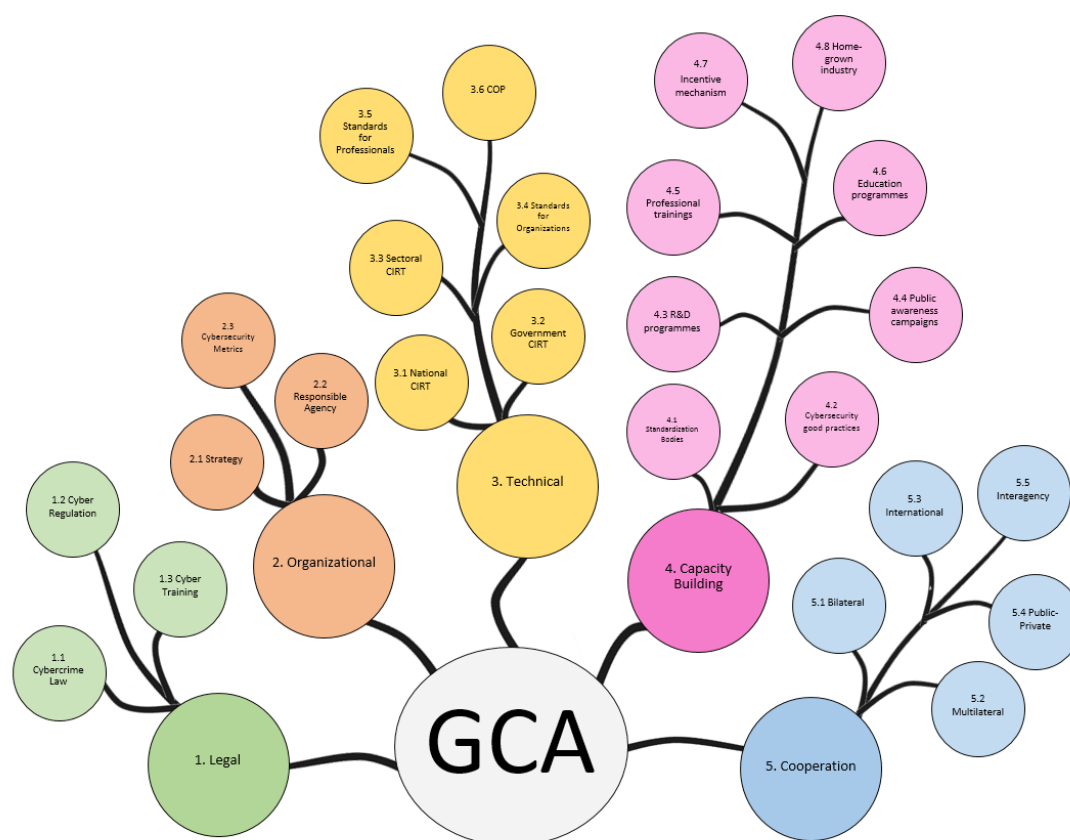 GCA
1. Legal
1.1
Cybercrime
Law
1.2 Cyber
Regulation
1.3 Cyber
Training
2. Organizational
2.1 Strategy
2.2
Responsible
Agency
2.3
Cybersecurity
Metrics
3. Technical
3.1 National
CIRT
3.2
Government
CIRT
3.3 Sectoral
CIRT
3.4 Standards
for
Organizations
3.5
Standards
for
Professionals
3.6 COP
4. Capacity
Building
4.1
Standardization
Bodies
4.2
Cybersecurity
good practices
4.3 R&D
programmes
4.4 Public
awareness
campaigns
4.5
Professional
trainings
4.6
Education
programmes
4.7
Incentive
mechanism
4.8 Home-
grown
industry
5. Cooperation
5.1 Bilateral
5.2
Multilateral
5.3
International
5.4 Public-
Private
5.5
Interagency